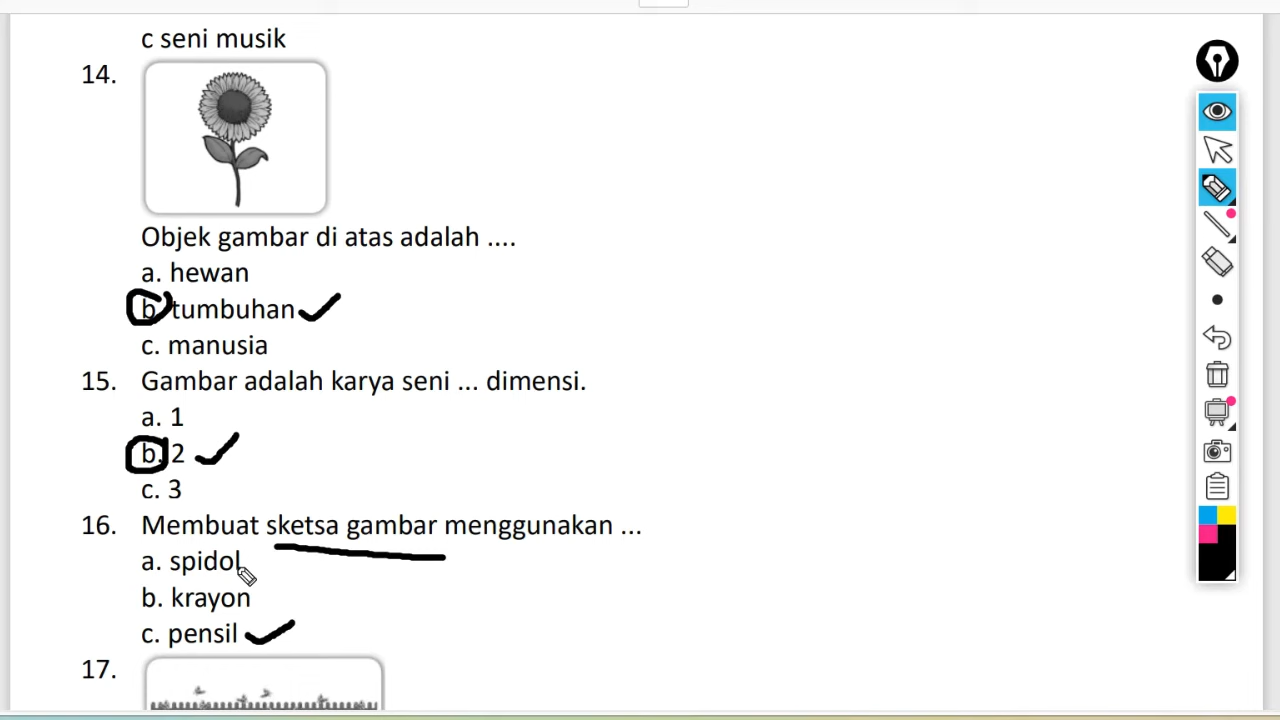 c seni musik
14.
Objek gambar di atas adalah ....
a. hewan
b. tumbuhan
c. manusia
15. Gambar adalah karya seni ... dimensi.
a. 1
b. 2
c. 3
16. Membuat sketsa gambar menggunakan ...
a. spidol
b. krayon
c. pensil
17.